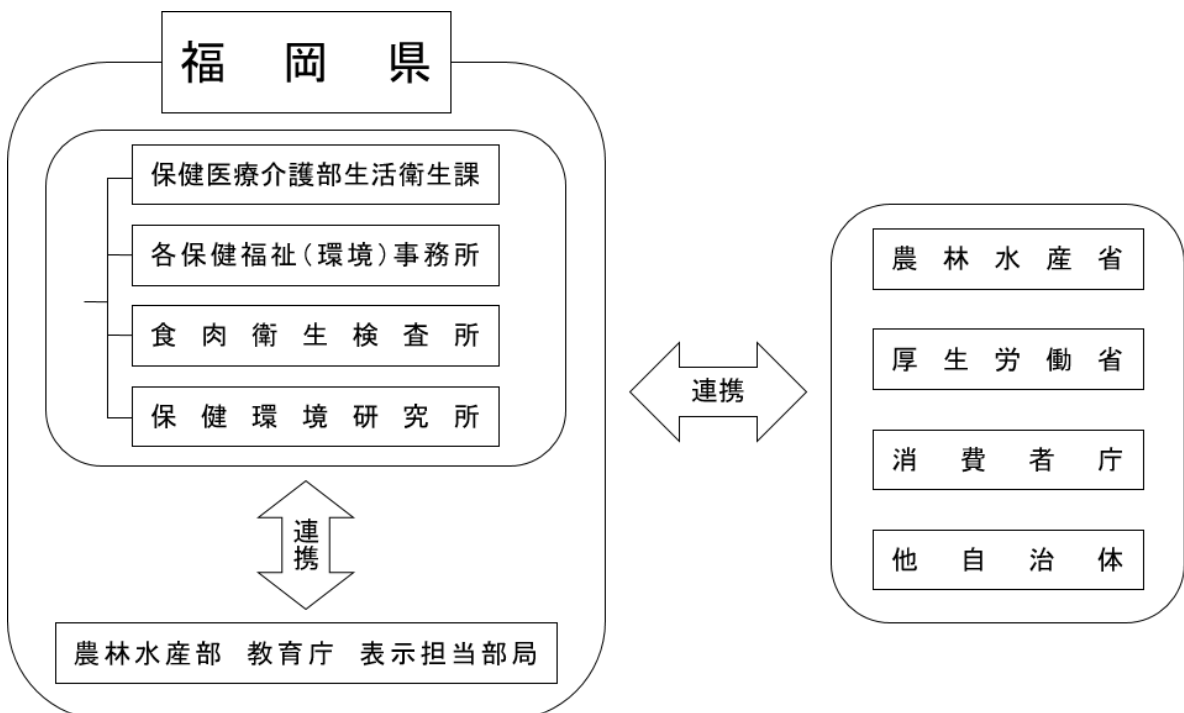 福岡県
保健医療介護部生活衛生課
各保健福祉(環境)事務所
食肉衛生検査所
保健環境研究所
連携
農林水産部 教育庁 表示担当部局
連携
農林水産省
厚生労働省
消費者庁
他自治体